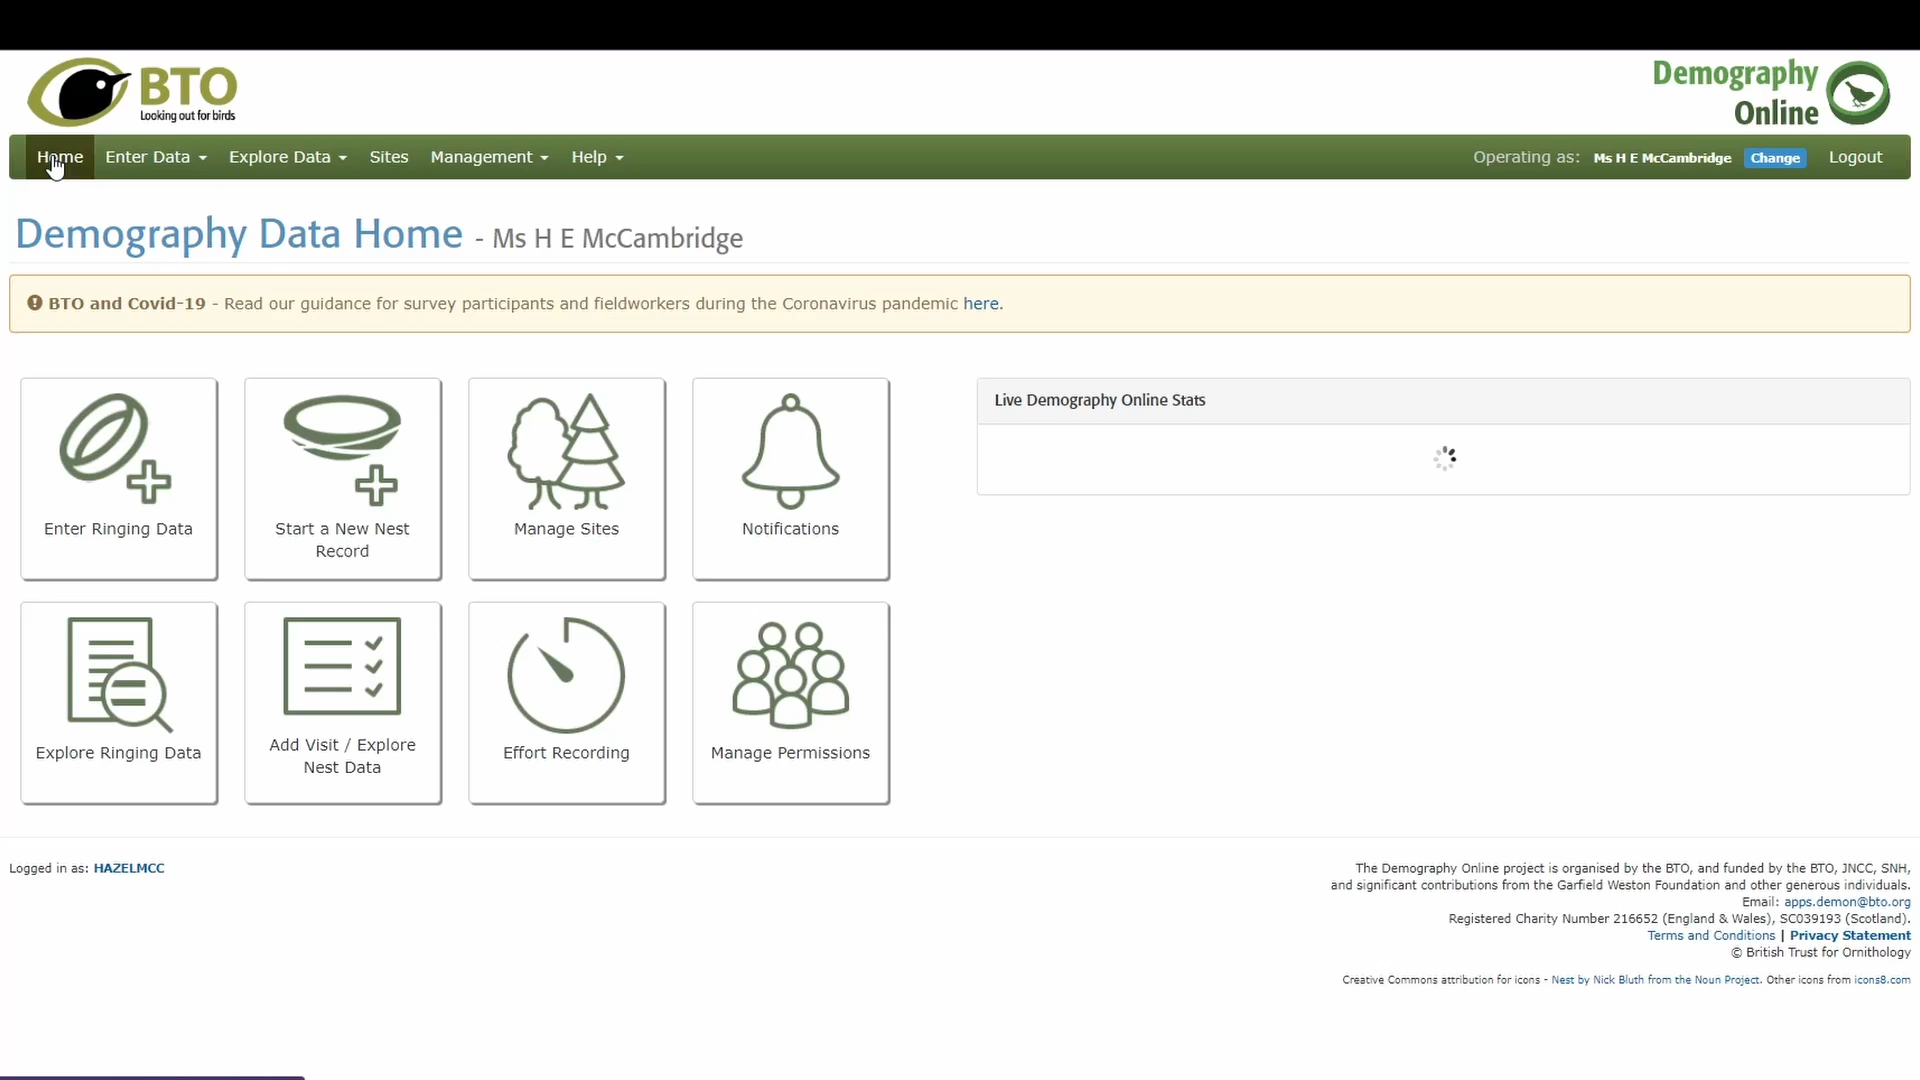 BTO
Looking out for birds
Demography
Online
Home Enter Data Explore Data Sites Management Help Operating as: Ms H E McCambridge Change Logout
Demography Data Home - Ms H E McCambridge
BTO and Covid-19 - Read our guidance for survey participants and fieldworkers during the Coronavirus pandemic here.
Enter Ringing Data
Start a New Nest
Record
Manage Sites
Notifications
Live Demography Online Stats
Explore Ringing Data
Add Visit / Explore
Nest Data
Effort Recording
Manage Permissions
Logged in as: HAZELMCC
The Demography Online project is organised by the BTO, and funded by the BTO, JNCC, SNH,
and significant contributions from the Garfield Weston Foundation and other generous individuals.
Email: apps.demon@bto.org
Registered Charity Number 216652 (England & Wales), SC039193 (Scotland).
Terms and Conditions | Privacy Statement
© British Trust for Ornithology
Creative Commons attribution for icons - Nest by Nick Bluth from the Noun Project. Other icons from icons8.com